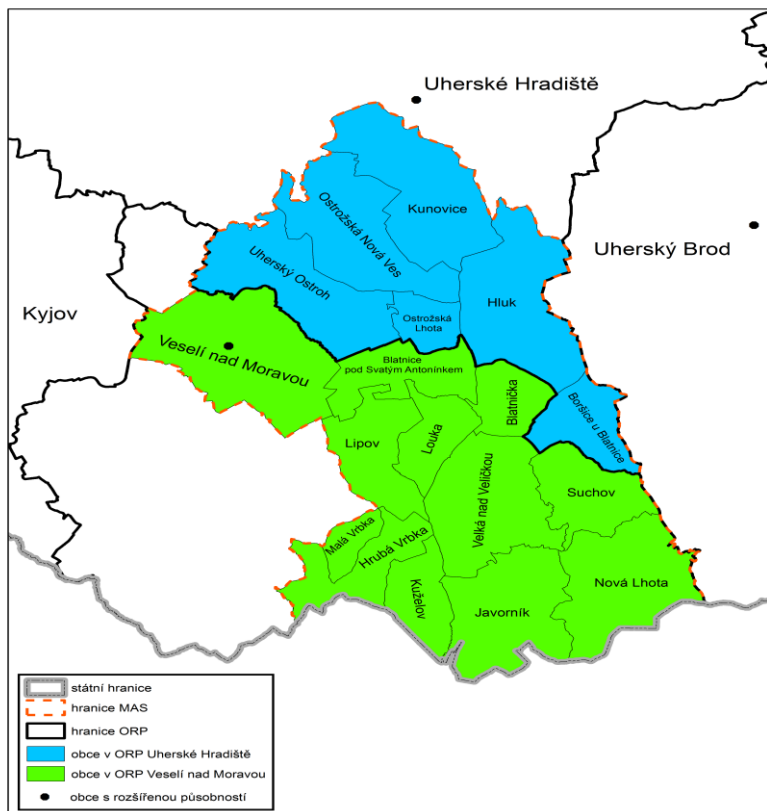 Uherské Hradiště
Kunovice
Ostrožská Nová Ves
Uherský Brod
Uherský Ostroh
Hluk
Kyjov
Ostrožská
Lhota
Veselí nad Moravou
Blatnice
pod Svatým Antonínkem
Blatnička
Boršice u Blatnice
Lipov
Louka
Velká nad Veličkou
Suchov
Malá Vrbka
Hrubá Vrbka
Kuželov
Javorník
Nová Lhota
státní hranice
hranice MAS
hranice ORP
obce v ORP Uherské Hradiště
obce v ORP Veselí nad Moravou
obce s rozšířenou působností